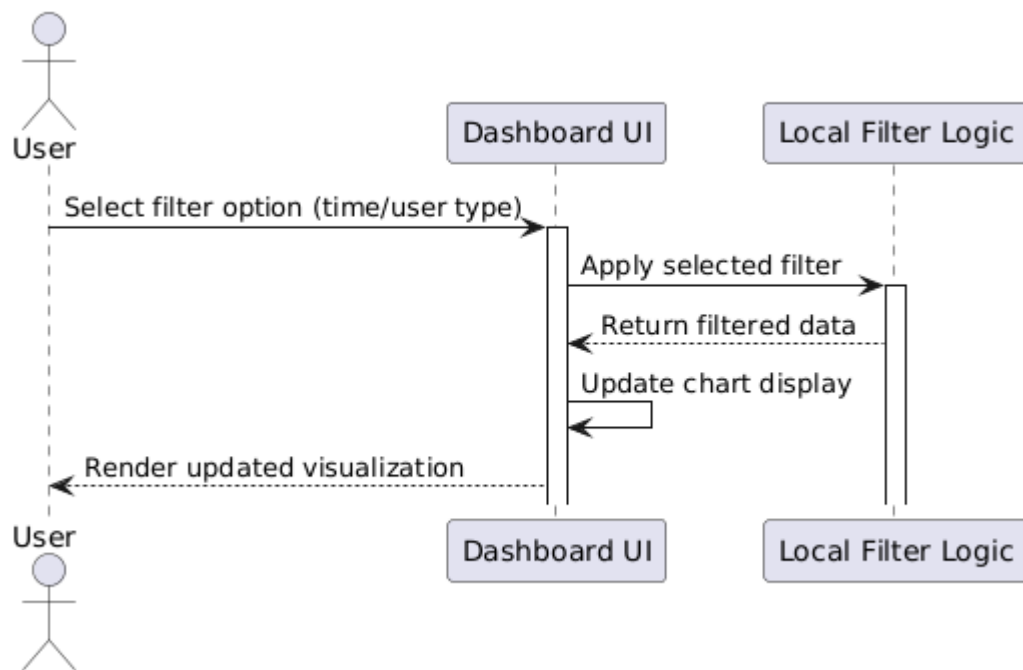 User
Dashboard UI
Local Filter Logic
Select filter option (time/user type)
Apply selected filter
Return filtered data
Update chart display
Render updated visualization
User
Dashboard UI
Local Filter Logic